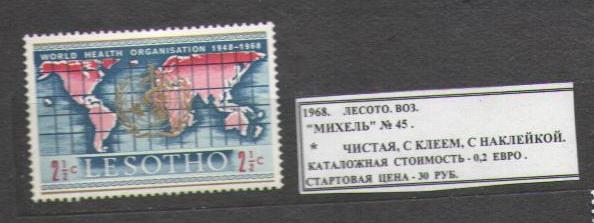 WORLD HEALTH ORGANISATION 1948-1968
2½c LESOTHO 2½c
1968. ЛЕСОТО. ВОЗ.
"МИХЕЛЬ" № 45 .
* ЧИСТАЯ, С КЛЕЕМ, С НАКЛЕЙКОЙ.
КАТАЛОЖНАЯ СТОИМОСТЬ - 0,2 ЕВРО .
СТАРТОВАЯ ЦЕНА - 30 РУБ.